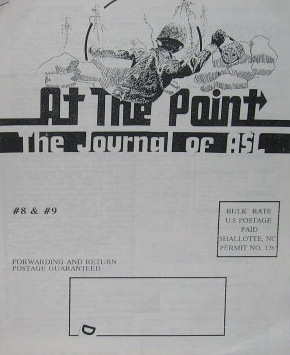 At The Point
The Journal of ASL
#8 & #9
BULK RATE
U.S POSTAGE
PAID
SHALLOTTE, NC
PERMIT NO. 128
FORWARDING AND RETURN
POSTAGE GUARANTEED
D